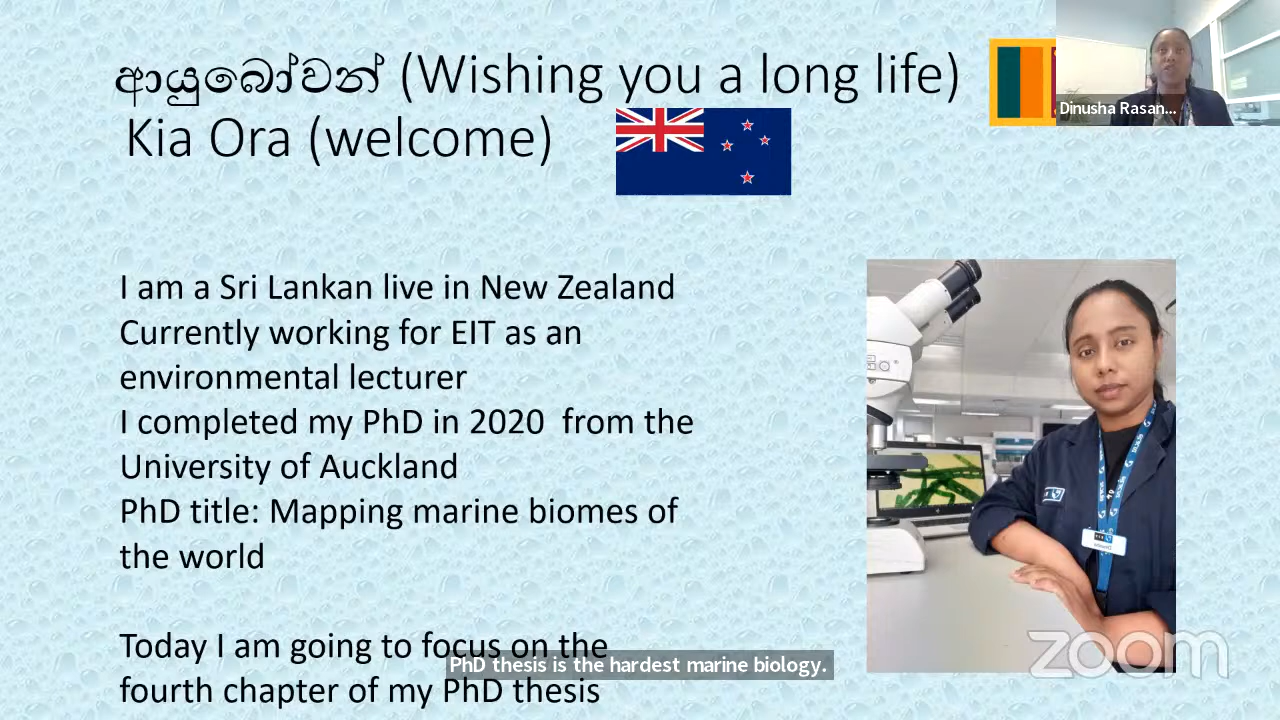 ආයුබෝවන් (Wishing you a long life)
Kia Ora (welcome)
Dinusha Rasan...
I am a Sri Lankan live in New Zealand
Currently working for EIT as an
environmental lecturer
I completed my PhD in 2020 from the
University of Auckland
PhD title: Mapping marine biomes of
the world
Today I am going to focus on the
fourth chapter of my PhD thesis
PhD thesis is the hardest marine biology.
zoom